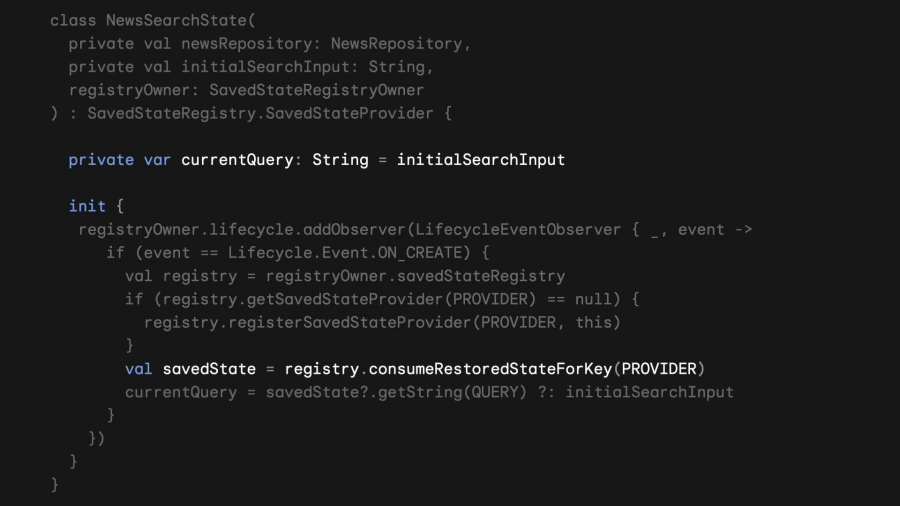 class NewsSearchState(
private val newsRepository: NewsRepository,
private val initialSearchInput: String,
registryOwner: SavedStateRegistryOwner
) : SavedStateRegistry.SavedStateProvider {
private var currentQuery: String = initialSearchInput
init {
registryOwner.lifecycle.addObserver(LifecycleEventObserver { _, event ->
if (event == Lifecycle.Event.ON_CREATE) {
val registry = registryOwner.savedStateRegistry
if (registry.getSavedStateProvider(PROVIDER) == null) {
registry.registerSavedStateProvider(PROVIDER, this)
}
val savedState = registry.consumeRestoredStateForKey(PROVIDER)
currentQuery = savedState?.getString(QUERY) ?: initialSearchInput
}
})
}
}